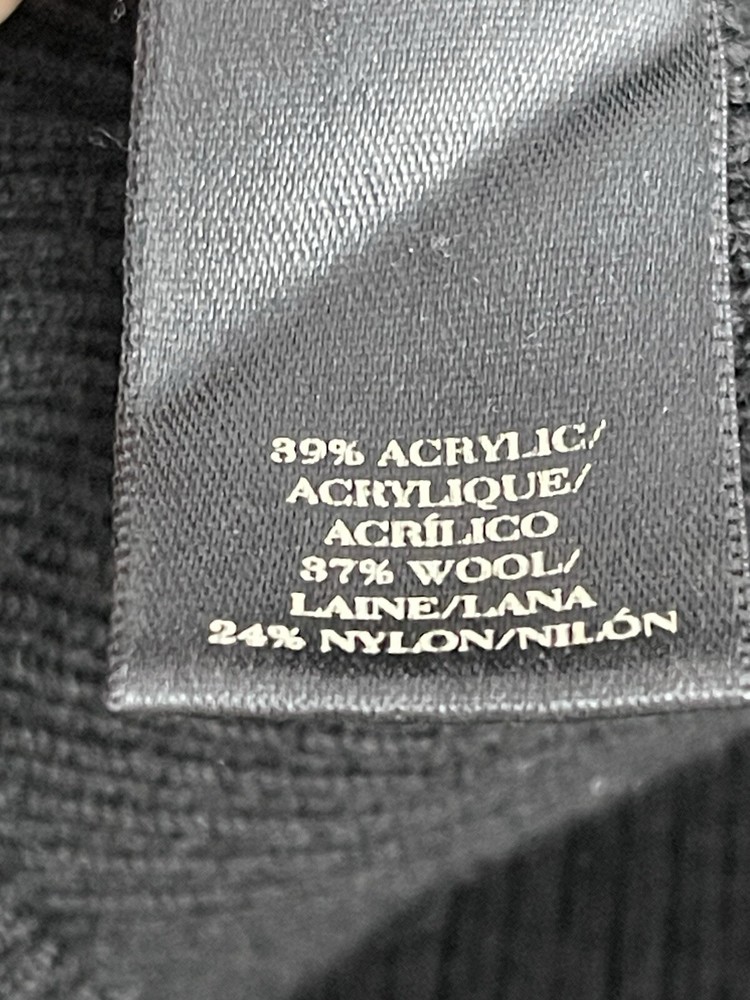 39% ACRYLIC/
ACRYLIQUE/
ACRÍLICO
37% WOOL/
LAINE/LANA
24% NYLON/NILÓN